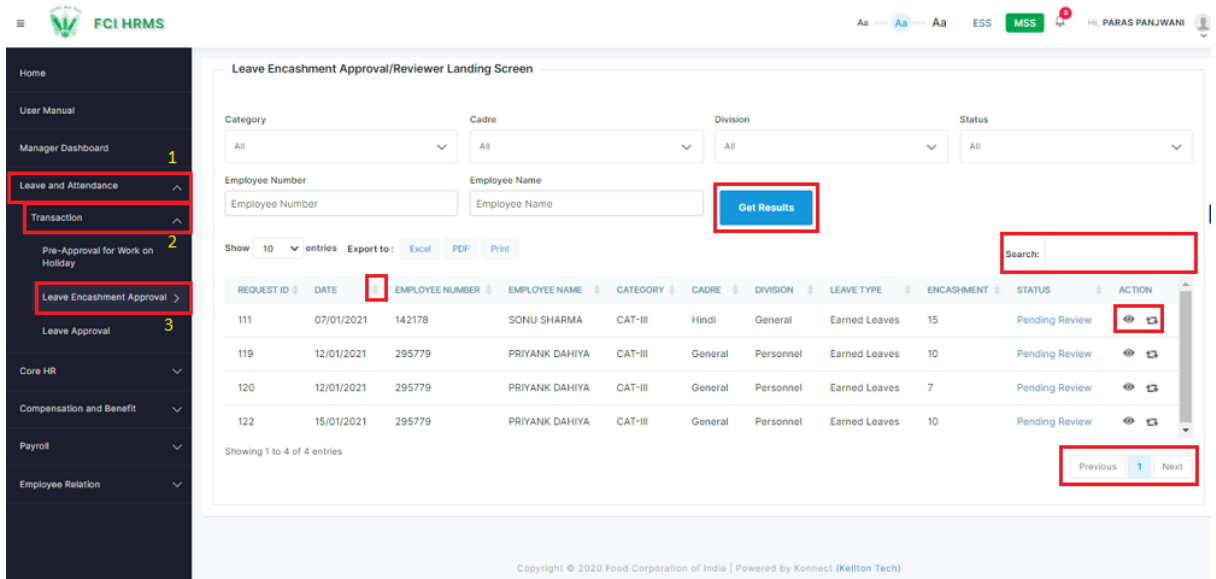 FCI HRMS
Aa Aa Aa ESS MSS Hi, PARAS PANJWANI
Home
User Manual
Manager Dashboard
1
Leave and Attendance
Transaction
2
Pre-Approval for Work on
Holiday
Leave Encashment Approval
3
Leave Approval
Core HR
Compensation and Benefit
Payroll
Employee Relation
Leave Encashment Approval/Reviewer Landing Screen
Category Cadre Division Status
All All All All
Employee Number Employee Name
Employee Number Employee Name Get Results
Show 10 entries Export to : Excel PDF Print Search:
REQUEST ID DATE EMPLOYEE NUMBER EMPLOYEE NAME CATEGORY CADRE DIVISION LEAVE TYPE ENCASHMENT STATUS ACTION
111 07/01/2021 142178 SONU SHARMA CAT-III Hindi General Earned Leaves 15 Pending Review
119 12/01/2021 295779 PRIYANK DAHIYA CAT-III General Personnel Earned Leaves 10 Pending Review
120 12/01/2021 295779 PRIYANK DAHIYA CAT-III General Personnel Earned Leaves 7 Pending Review
122 15/01/2021 295779 PRIYANK DAHIYA CAT-III General Personnel Earned Leaves 10 Pending Review
Showing 1 to 4 of 4 entries
Previous 1 Next
Copyright © 2020 Food Corporation of India | Powered by Konnect (Kellton Tech)